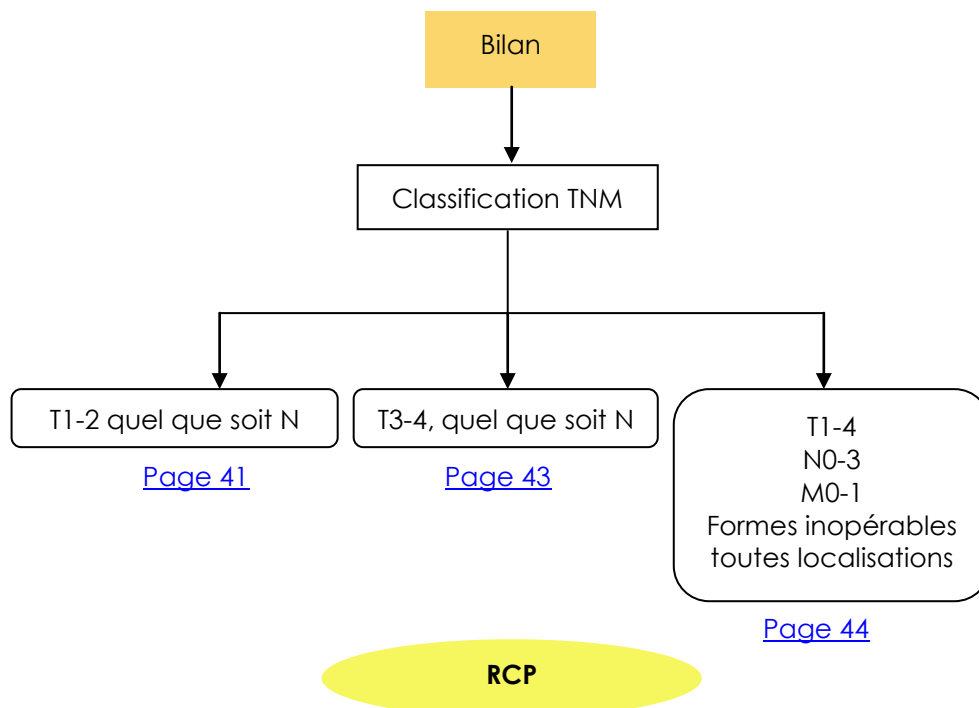 Bilan
Classification TNM
T1-2 quel que soit N
Page 41
T3-4, quel que soit N
Page 43
T1-4
N0-3
M0-1
Formes inopérables
toutes localisations
Page 44
RCP